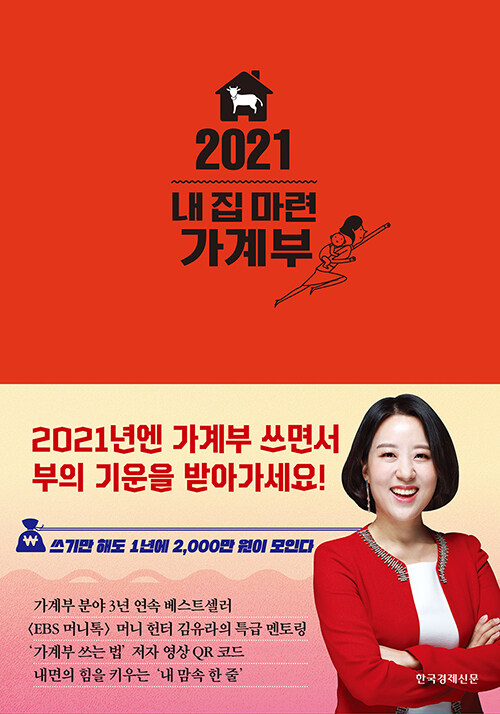 2021
내 집 마련
가계부
2021년엔 가계부 쓰면서
부의 기운을 받아가세요!
₩ 쓰기만 해도 1년에 2,000만 원이 모인다
가계부 분야 3년 연속 베스트셀러
〈EBS 머니톡〉 머니 헌터 김유라의 특급 멘토링
‘가계부 쓰는 법’ 저자 영상 QR 코드
내면의 힘을 키우는 ‘내 맘속 한 줄’
한국경제신문